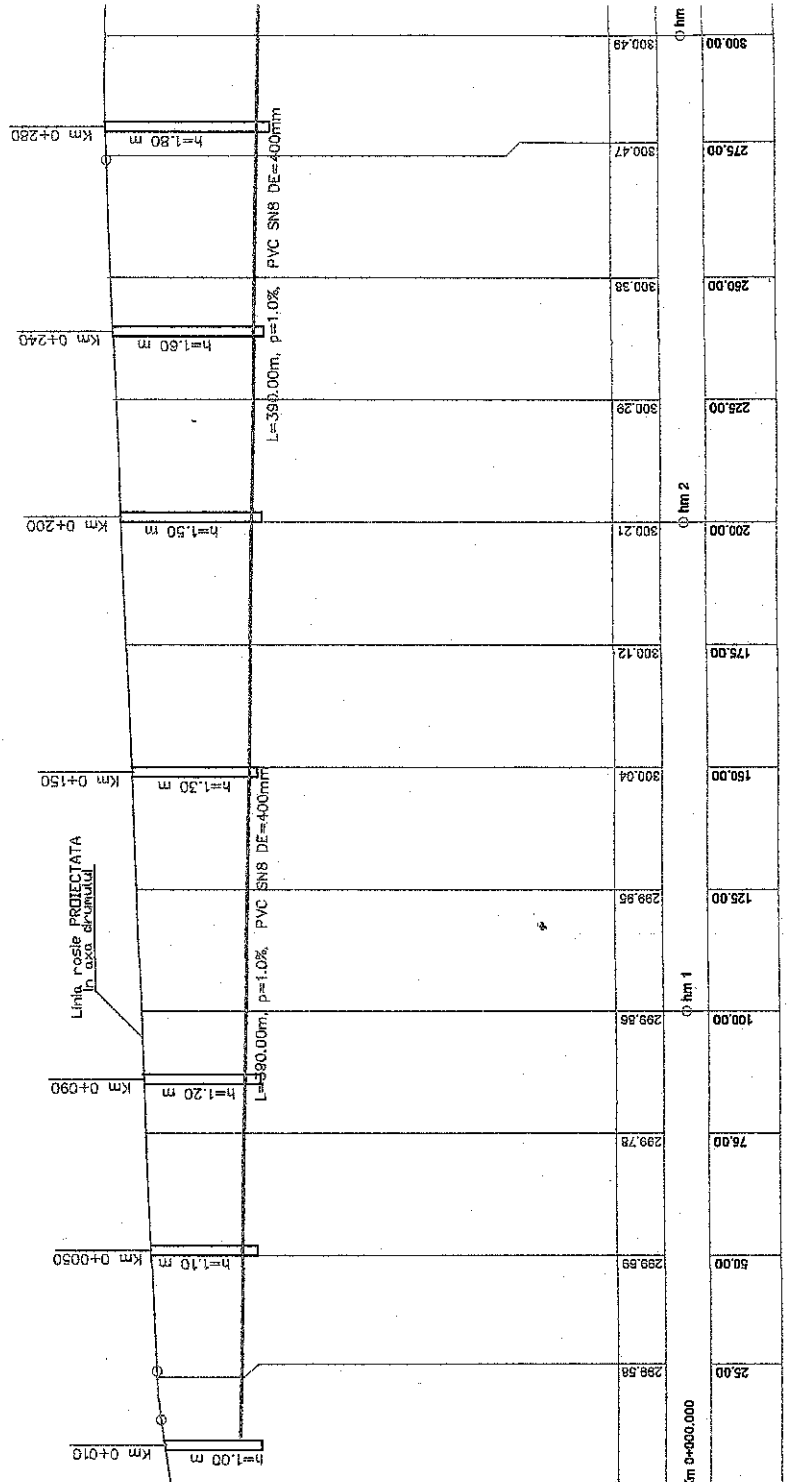 Km 0+280
h=1.80 m
Km 0+240
h=1.60 m
Km 0+200
h=1.50 m
Km 0+150
h=1.30 m
Km 0+090
h=1.20 m
Km 0+0050
h=1.10 m
Km 0+010
h=1.00 m
Linia rosie PROIECTATA
in axa drumului
L=390.00m, p=1.0%, PVC SN8 DE=400mm
L=390.00m, p=1.0%, PVC SN8 DE=400mm
300.49
300.47
300.38
300.29
300.21
300.12
300.04
299.95
299.86
299.78
299.69
299.58
hm
hm 2
hm 1
Km 0+000.000
300.00
275.00
250.00
225.00
200.00
175.00
150.00
125.00
100.00
75.00
50.00
25.00